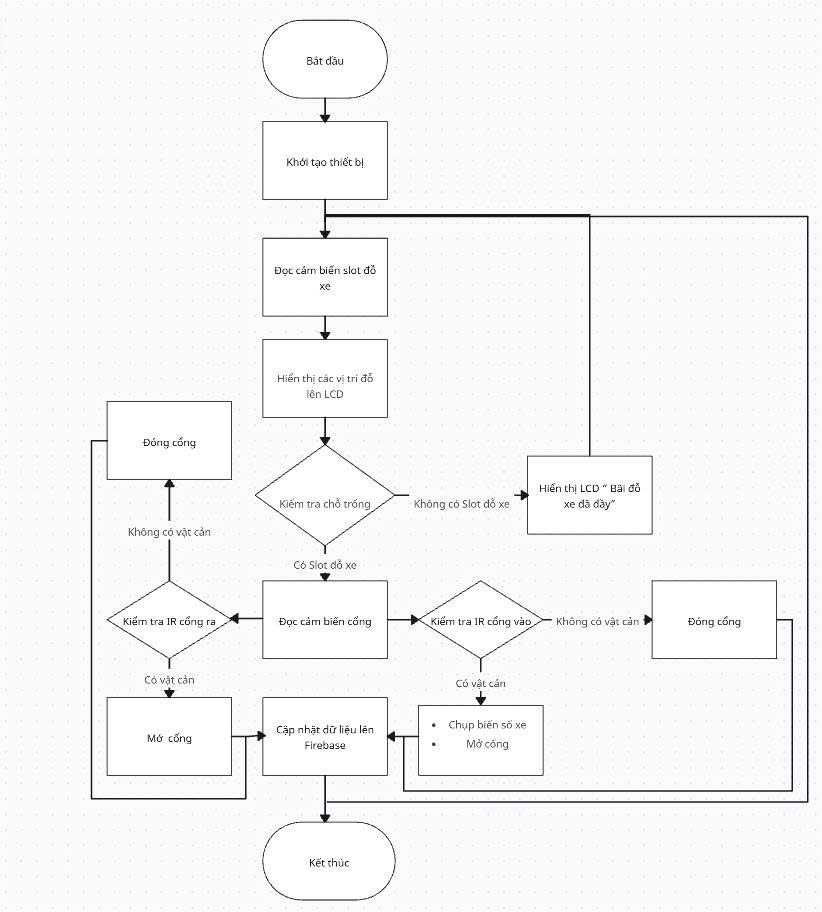 Bắt đầu
Khởi tạo thiết bị
Đọc cảm biến slot đỗ
xe
Hiển thị các vị trí đỗ
lên LCD
Đóng cổng
Kiểm tra chỗ trống
Không có Slot đỗ xe
Hiển thị LCD “ Bãi đỗ
xe đã đầy”
Không có vật cản
Có Slot đỗ xe
Kiểm tra IR cổng ra
Đọc cảm biến cổng
Kiểm tra IR cổng vào
Không có vật cản
Đóng cổng
Có vật cản
Có vật cản
Mở cổng
Cập nhật dữ liệu lên
Firebase
• Chụp biển số xe
• Mở cổng
Kết thúc